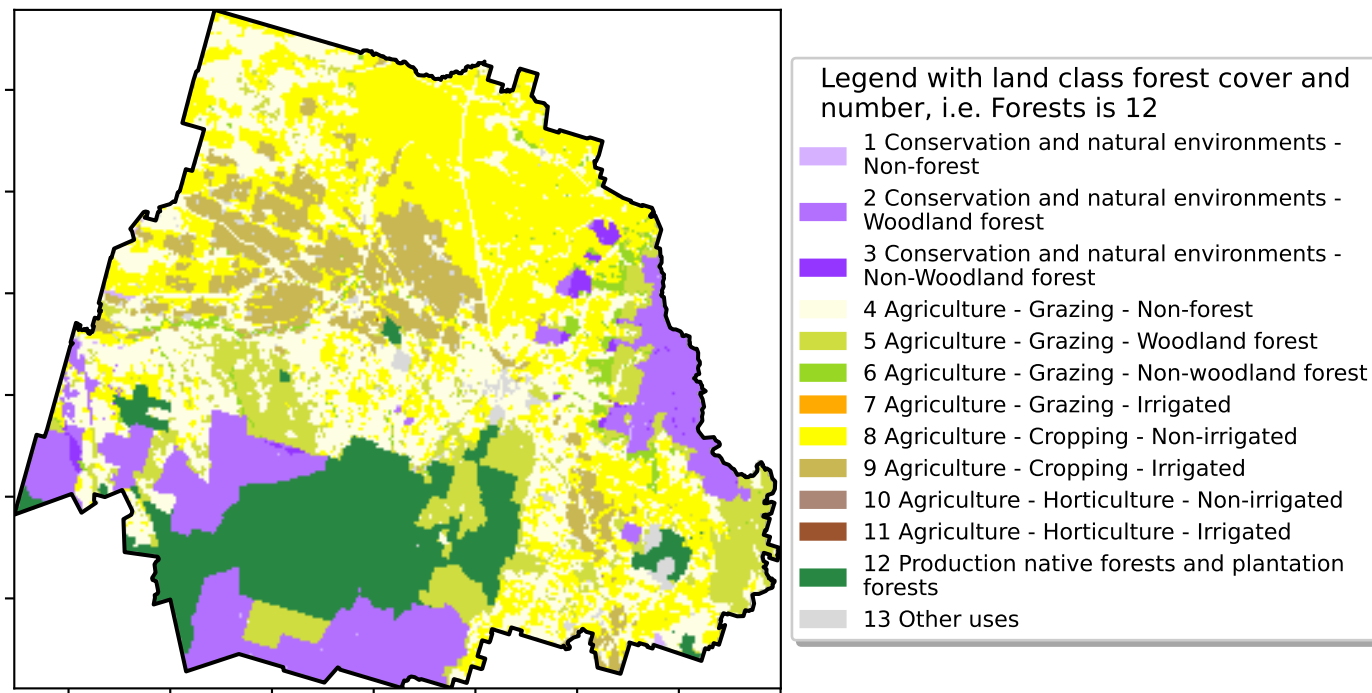 Legend with land class forest cover and
number, i.e. Forests is 12
1 Conservation and natural environments -
Non-forest
2 Conservation and natural environments -
Woodland forest
3 Conservation and natural environments -
Non-Woodland forest
4 Agriculture - Grazing - Non-forest
5 Agriculture - Grazing - Woodland forest
6 Agriculture - Grazing - Non-woodland forest
7 Agriculture - Grazing - Irrigated
8 Agriculture - Cropping - Non-irrigated
9 Agriculture - Cropping - Irrigated
10 Agriculture - Horticulture - Non-irrigated
11 Agriculture - Horticulture - Irrigated
12 Production native forests and plantation
forests
13 Other uses